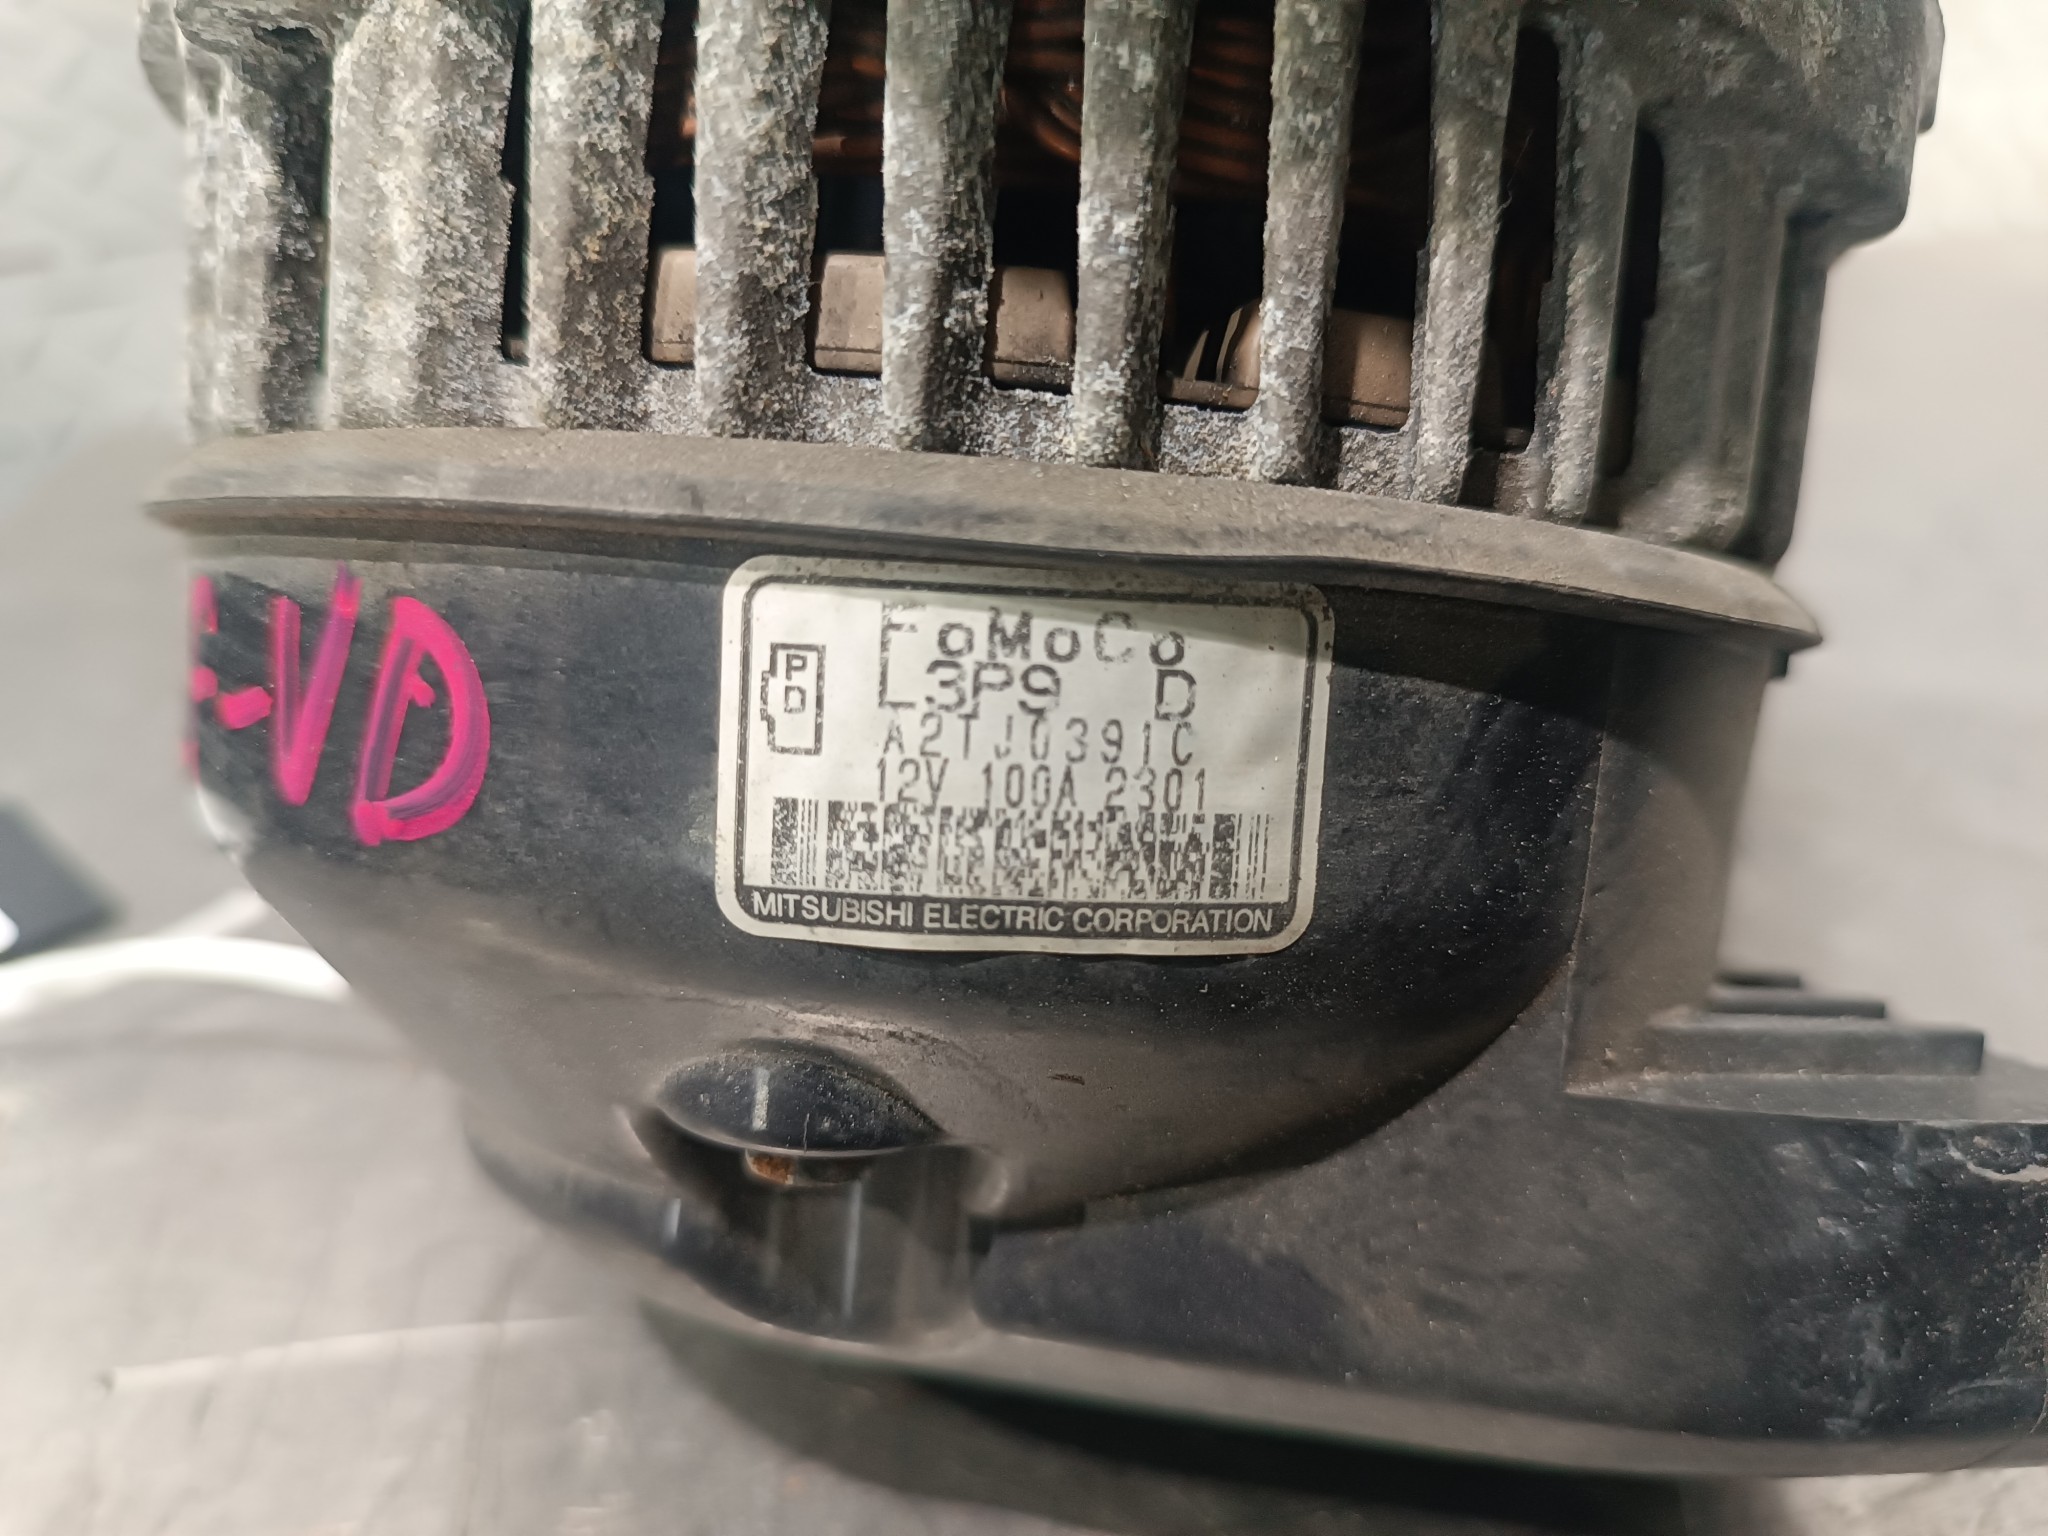 VD
P
D
FoMoCo
L3P9 D
A2TJ0391C
12V 100A 2301
MITSUBISHI ELECTRIC CORPORATION